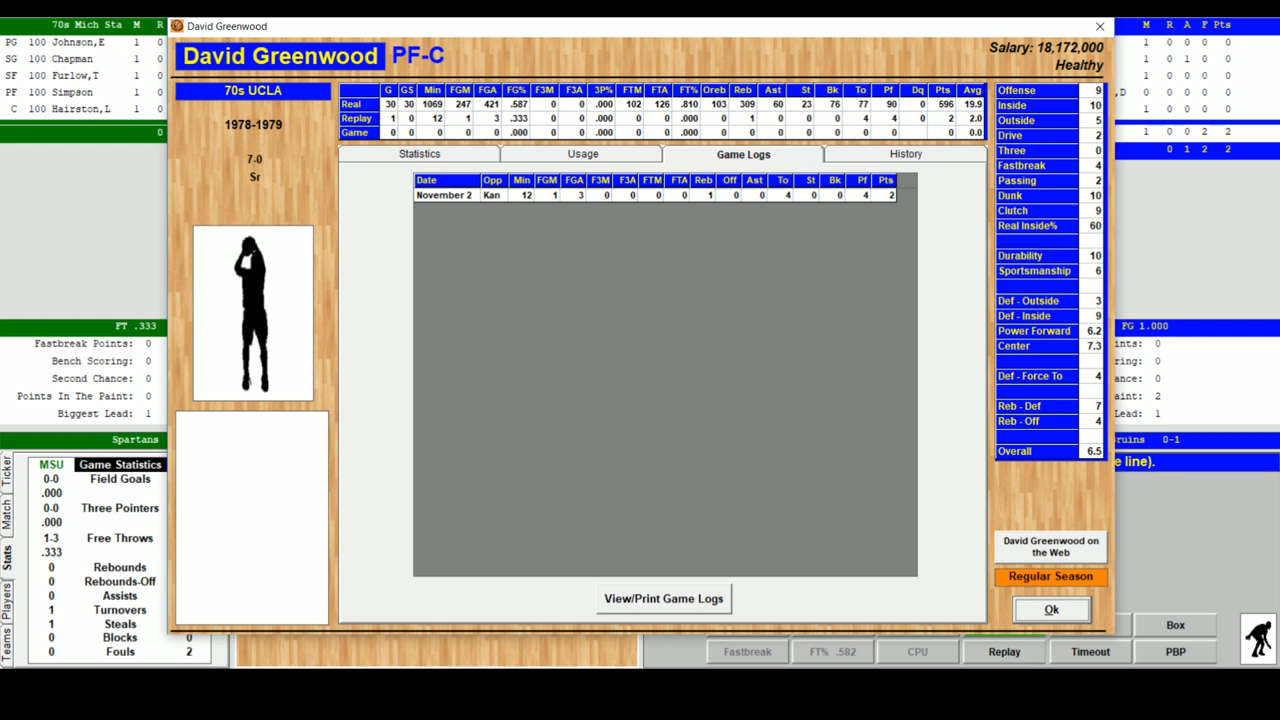 70s Mich Sta M R
PG 100 Johnson,E 1 0
SG 100 Chapman 1 0
SF 100 Furlow,T 1 0
PF 100 Simpson 1 0
C 100 Hairston,L 1 0
0
FT .333
Fastbreak Points: 0
Bench Scoring: 0
Second Chance: 0
Points In The Paint: 0
Biggest Lead: 1
Spartans
Ticker
Match
Stats
Players
Teams
MSU Game Statistics
0-0 Field Goals
.000
0-0 Three Pointers
.000
1-3 Free Throws
.333
0 Rebounds
0 Rebounds-Off
0 Assists
1 Turnovers
1 Steals
0 Blocks 0
0 Fouls 2
David Greenwood
David Greenwood PF-C
Salary: 18,172,000
Healthy
70s UCLA
1978-1979
7-0
Sr
G GS Min FGM FGA FG% F3M F3A 3P% FTM FTA FT% Oreb Reb Ast St Bk To Pf Dq Pts Avg
Real 30 30 1069 247 421 .587 0 0 .000 102 126 .810 103 309 60 23 76 77 90 0 596 19.9
Replay 1 0 12 1 3 .333 0 0 .000 0 0 .000 0 1 0 0 0 4 4 0 2 2.0
Game 0 0 0 0 .000 0 0 .000 0 0 .000 0 0 0 0 0 0 0 0 0 0.0
Statistics Usage Game Logs History
Date Opp Min FGM FGA F3M F3A FTM FTA Reb Off Ast To St Bk Pf Pts
November 2 Kan 12 1 3 0 0 0 0 1 0 0 4 0 0 4 2
View/Print Game Logs
Offense 9
Inside 10
Outside 5
Drive 2
Three 0
Fastbreak 4
Passing 2
Dunk 10
Clutch 9
Real Inside% 60
Durability 10
Sportsmanship 6
Def - Outside 3
Def - Inside 9
Power Forward 6.2
Center 7.3
Def - Force To 4
Reb - Def 7
Reb - Off 4
Overall 6.5
David Greenwood on
the Web
Regular Season
Ok
M R A F Pts
1 0 0 0 0
1 0 1 0 0
1 0 0 0 0
,D 1 0 0 0 0
1 0 0 0 0
1 0 0 2 2
0 1 2 2
FG 1.000
ints: 0
ring: 0
ance: 0
aint: 2
Lead: 1
ruins 0-1
e line).
Box
Fastbreak FT% .582 CPU Replay Timeout PBP